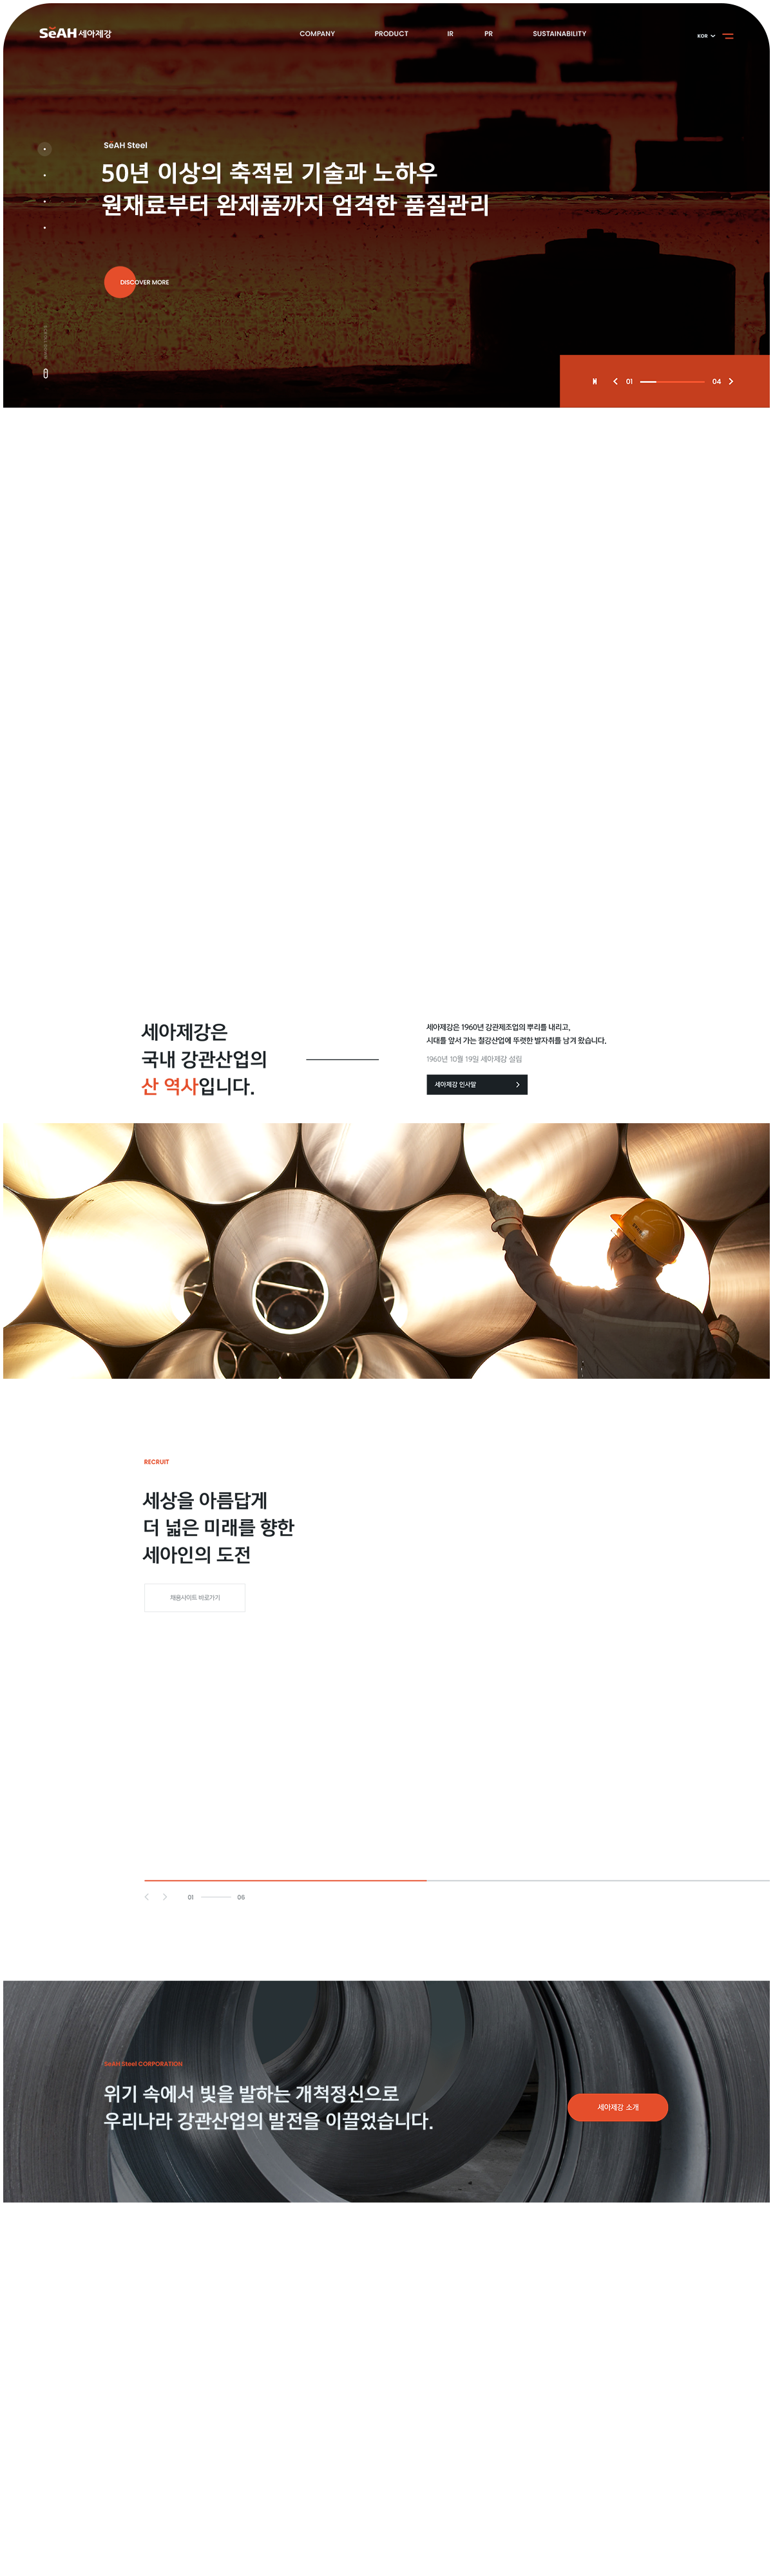 SeAH 세아제강
COMPANY PRODUCT IR PR SUSTAINABILITY
KOR
SeAH Steel
50년 이상의 축적된 기술과 노하우
원재료부터 완제품까지 엄격한 품질관리
DISCOVER MORE
01 04
세아제강은
국내 강관산업의
산 역사입니다.
세아제강은 1960년 강관제조업의 뿌리를 내리고,
시대를 앞서 가는 철강산업에 뚜렷한 발자취를 남겨 왔습니다.
1960년 10월 19일 세아제강 설립
세아제강 인사말
RECRUIT
세상을 아름답게
더 넓은 미래를 향한
세아인의 도전
채용사이트 바로가기
01 06
SeAH Steel CORPORATION
위기 속에서 빛을 발하는 개척정신으로
우리나라 강관산업의 발전을 이끌었습니다.
세아제강 소개